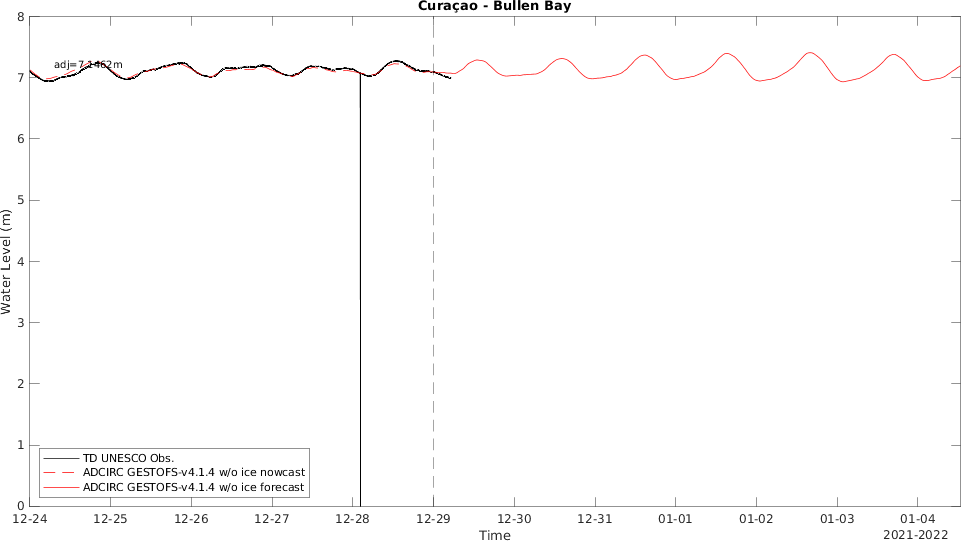 Curaçao - Bullen Bay
8
7
6
5
4
3
2
1
0
adj=7.1462m
Water Level (m)
TD UNESCO Obs.
ADCIRC GESTOFS-v4.1.4 w/o ice nowcast
ADCIRC GESTOFS-v4.1.4 w/o ice forecast
12-24 12-25 12-26 12-27 12-28 12-29 12-30 12-31 01-01 01-02 01-03 01-04
Time
2021-2022